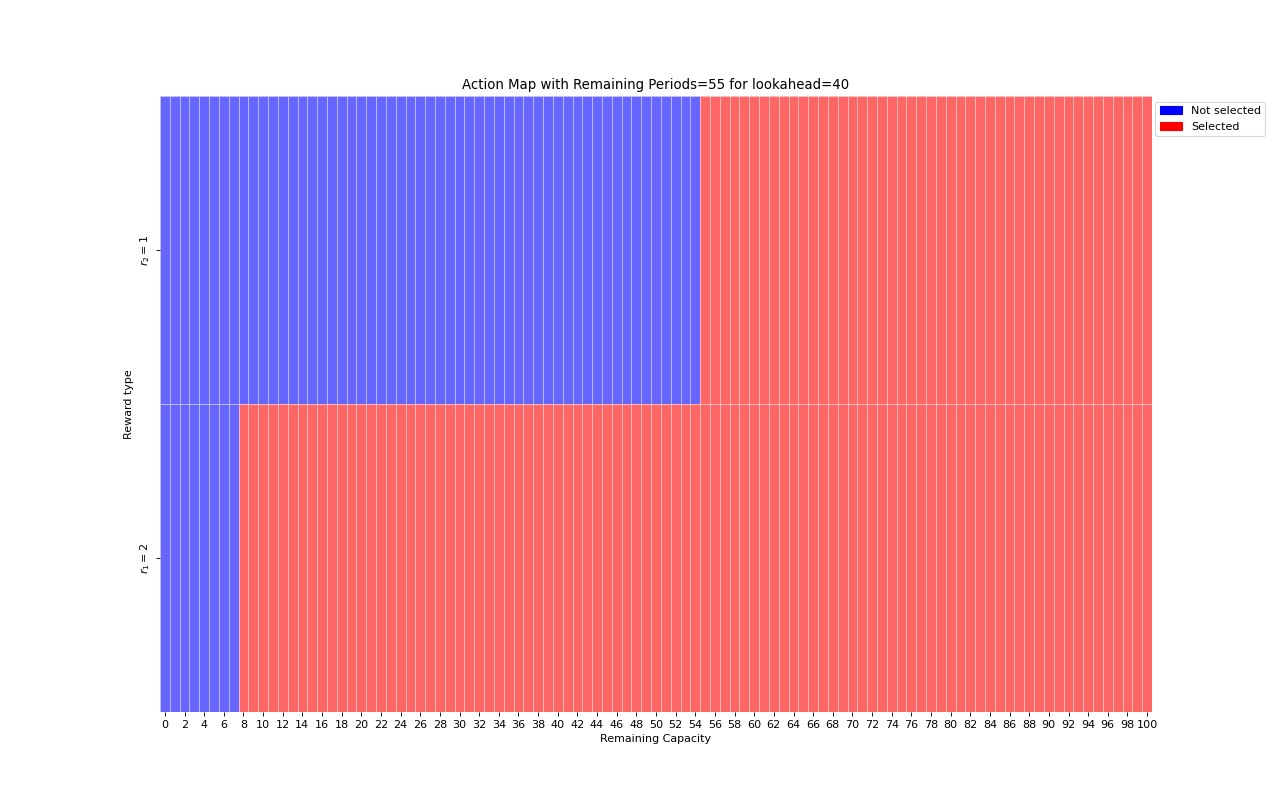 Action Map with Remaining Periods=55 for lookahead=40
Not selected
Selected
r₂ = 1
Reward type
r₁ = 2
0 2 4 6 8 10 12 14 16 18 20 22 24 26 28 30 32 34 36 38 40 42 44 46 48 50 52 54 56 58 60 62 64 66 68 70 72 74 76 78 80 82 84 86 88 90 92 94 96 98 100
Remaining Capacity